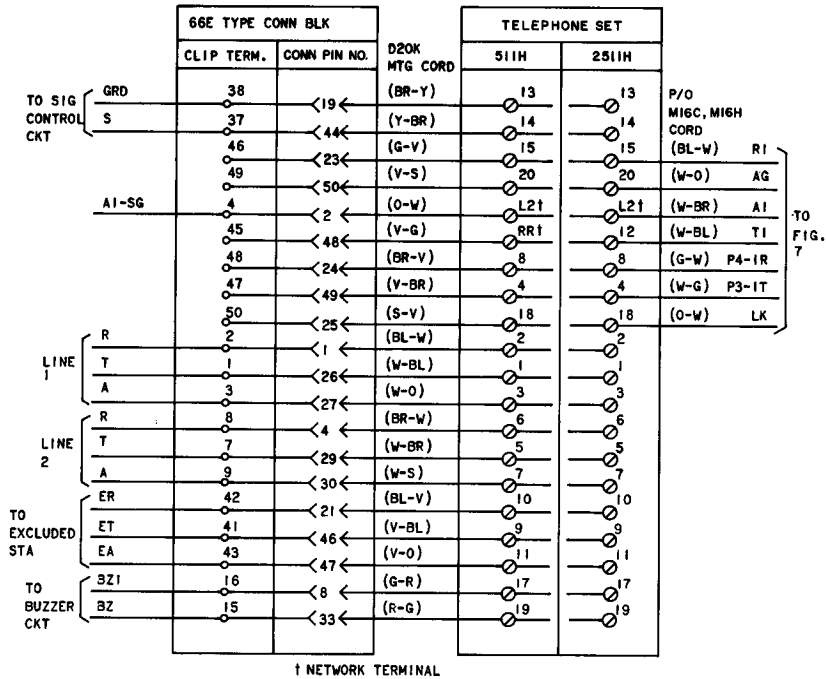 66E TYPE CONN BLK TELEPHONE SET
CLIP TERM. CONN PIN NO. D20K MTG CORD 511H 2511H
P/O M16C, M16H CORD
TO SIG CONTROL CKT
GRD 38 19 (BR-Y) 13 13
S 37 44 (Y-BR) 14 14
46 23 (G-V) 15 15 (BL-W) R1
49 50 (V-S) 20 20 (W-O) AG
A1-SG 4 2 (O-W) L2† L2† (W-BR) A1
45 48 (V-G) RR† 12 (W-BL) T1
48 24 (BR-V) 8 8 (G-W) P4-1R
47 49 (V-BR) 4 4 (W-G) P3-1T
50 25 (S-V) 18 18 (O-W) LK
TO FIG. 7
LINE 1
R 2 1 (BL-W) 2 2
T 1 26 (W-BL) 1 1
A 3 27 (W-O) 3 3
LINE 2
R 8 4 (BR-W) 6 6
T 7 29 (W-BR) 5 5
A 9 30 (W-S) 7 7
TO EXCLUDED STA
ER 42 21 (BL-V) 10 10
ET 41 46 (V-BL) 9 9
EA 43 47 (V-O) 11 11
TO BUZZER CKT
BZ1 16 8 (G-R) 17 17
BZ 15 33 (R-G) 19 19
† NETWORK TERMINAL